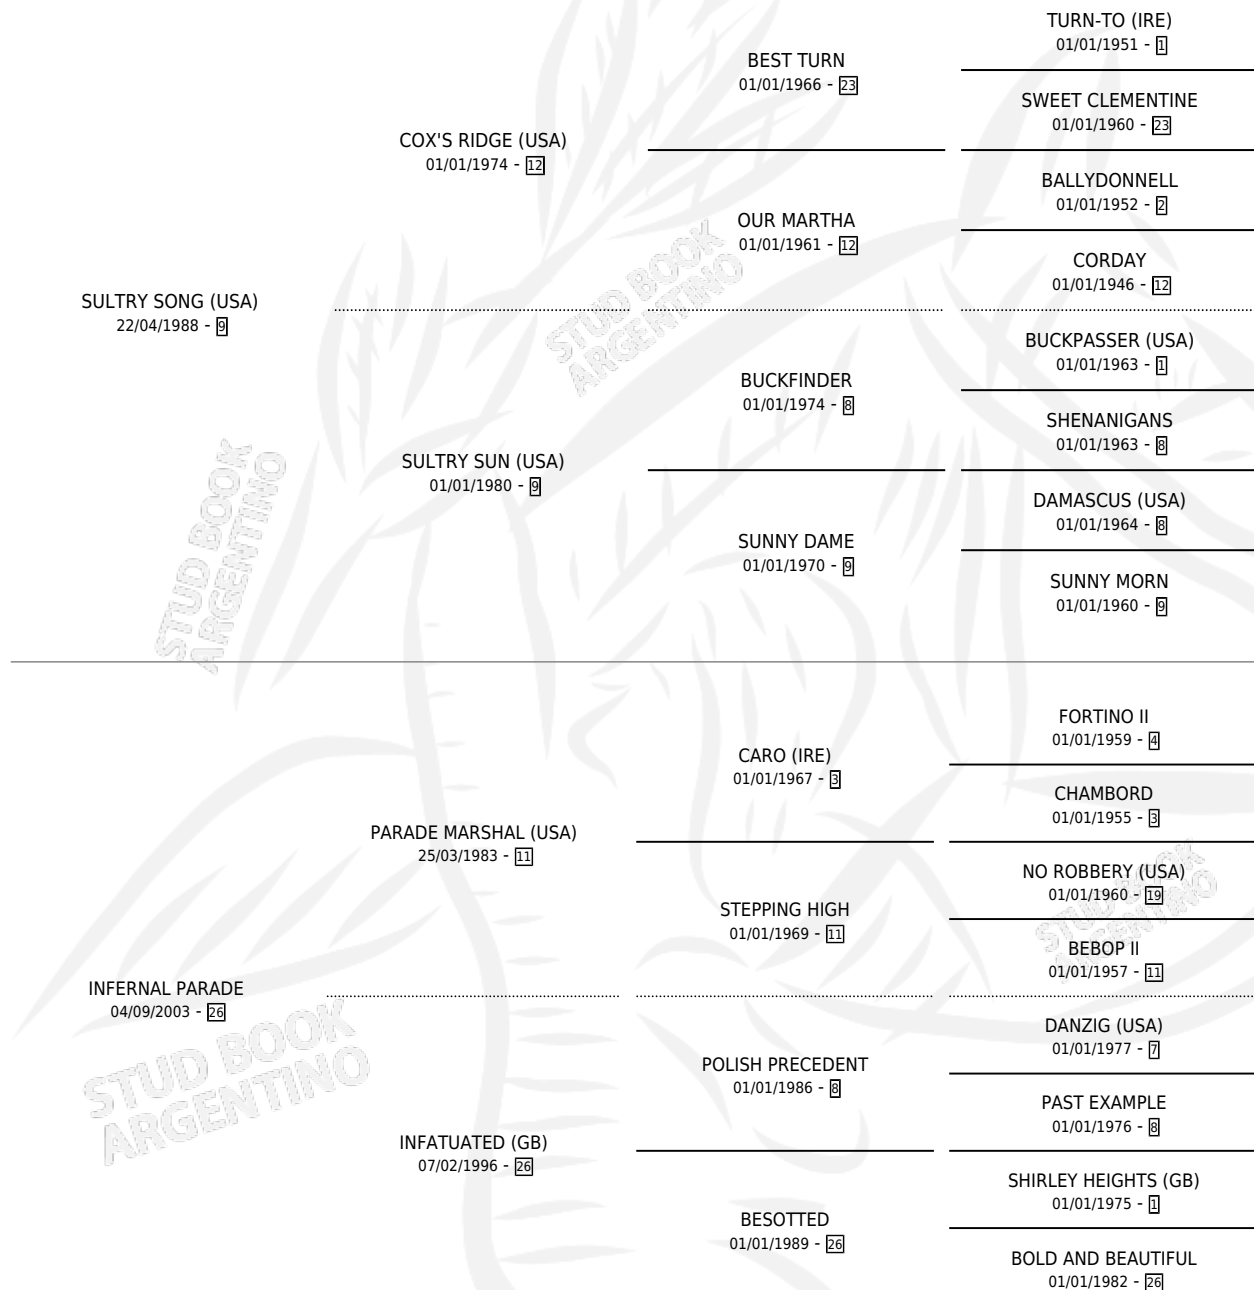 TURN-TO (IRE)
01/01/1951 - 1
BEST TURN
01/01/1966 - 23
SWEET CLEMENTINE
01/01/1960 - 23
COX'S RIDGE (USA)
01/01/1974 - 12
BALLYDONNELL
01/01/1952 - 2
OUR MARTHA
01/01/1961 - 12
CORDAY
01/01/1946 - 12
SULTRY SONG (USA)
22/04/1988 - 9
BUCKPASSER (USA)
01/01/1963 - 1
BUCKFINDER
01/01/1974 - 8
SHENANIGANS
01/01/1963 - 8
SULTRY SUN (USA)
01/01/1980 - 9
DAMASCUS (USA)
01/01/1964 - 8
SUNNY DAME
01/01/1970 - 9
SUNNY MORN
01/01/1960 - 9
FORTINO II
01/01/1959 - 4
CARO (IRE)
01/01/1967 - 3
CHAMBORD
01/01/1955 - 3
PARADE MARSHAL (USA)
25/03/1983 - 11
NO ROBBERY (USA)
01/01/1960 - 19
STEPPING HIGH
01/01/1969 - 11
BEBOP II
01/01/1957 - 11
INFERNAL PARADE
04/09/2003 - 26
DANZIG (USA)
01/01/1977 - 7
POLISH PRECEDENT
01/01/1986 - 8
PAST EXAMPLE
01/01/1976 - 8
INFATUATED (GB)
07/02/1996 - 26
SHIRLEY HEIGHTS (GB)
01/01/1975 - 1
BESOTTED
01/01/1989 - 26
BOLD AND BEAUTIFUL
01/01/1982 - 26
STUD BOOK
ARGENTINO
STUD BOOK
ARGENTINO
STUD BOOK
ARGENTINO
STUD BOOK
ARGENTINO